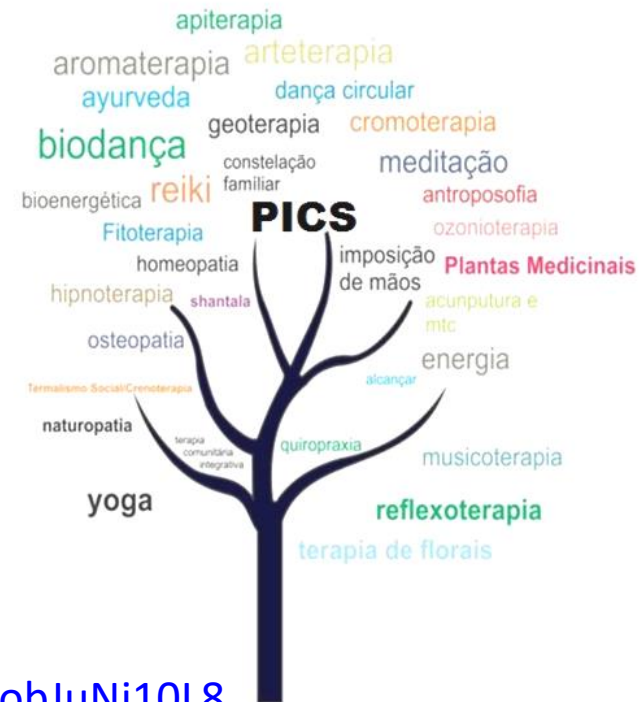 apiterapia
arteterapia
aromaterapia
ayurveda
dança circular
geoterapia
cromoterapia
biodança
constelação
familiar
meditação
bioenergética
reiki
antroposofia
PICS
Fitoterapia
ozonioterapia
homeopatia
imposição
de mãos
Plantas Medicinais
hipnoterapia
shantala
acunputura e
mtc
osteopatia
energia
alcançar
Termalismo Social/Crenoterapia
naturopatia
terapia
comunitária
integrativa
quiropraxia
musicoterapia
yoga
reflexoterapia
terapia de florais